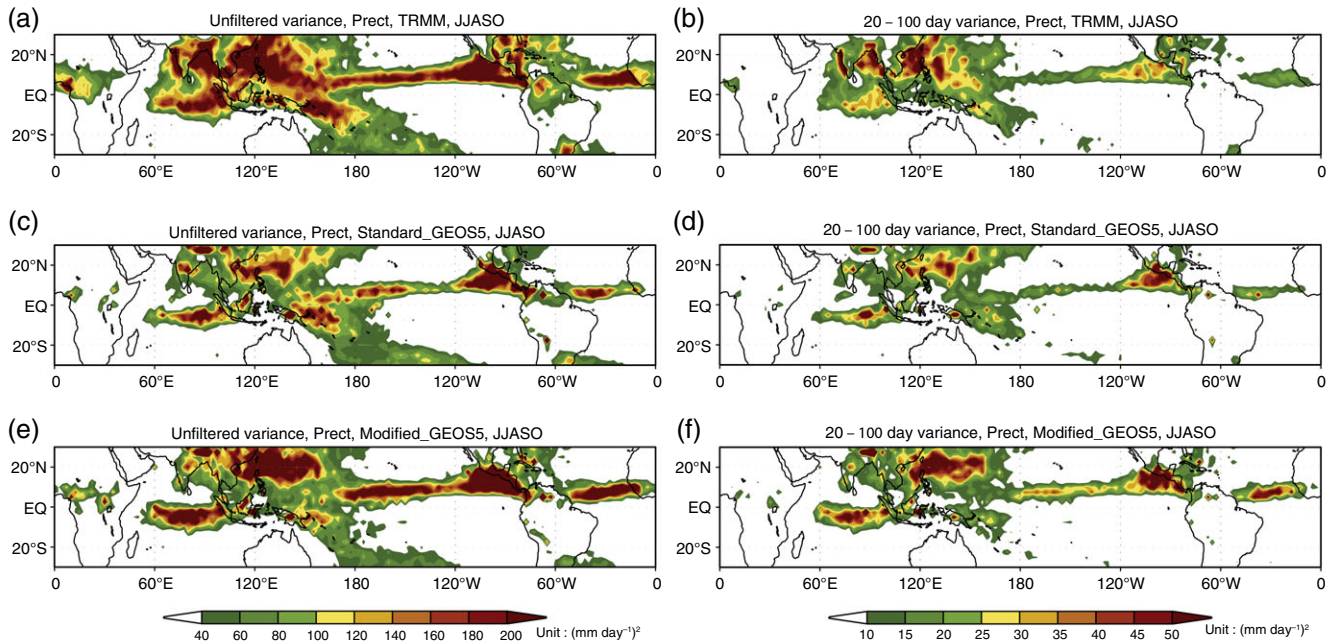 (a) Unfiltered variance, Prect, TRMM, JJASO
20°N
EQ
20°S
0 60°E 120°E 180 120°W 60°W 0
(b) 20 – 100 day variance, Prect, TRMM, JJASO
20°N
EQ
20°S
0 60°E 120°E 180 120°W 60°W 0
(c) Unfiltered variance, Prect, Standard_GEOS5, JJASO
20°N
EQ
20°S
0 60°E 120°E 180 120°W 60°W 0
(d) 20 – 100 day variance, Prect, Standard_GEOS5, JJASO
20°N
EQ
20°S
0 60°E 120°E 180 120°W 60°W 0
(e) Unfiltered variance, Prect, Modified_GEOS5, JJASO
20°N
EQ
20°S
0 60°E 120°E 180 120°W 60°W 0
(f) 20 – 100 day variance, Prect, Modified_GEOS5, JJASO
20°N
EQ
20°S
0 60°E 120°E 180 120°W 60°W 0
40 60 80 100 120 140 160 180 200 Unit : (mm day⁻¹)²
10 15 20 25 30 35 40 45 50 Unit : (mm day⁻¹)²